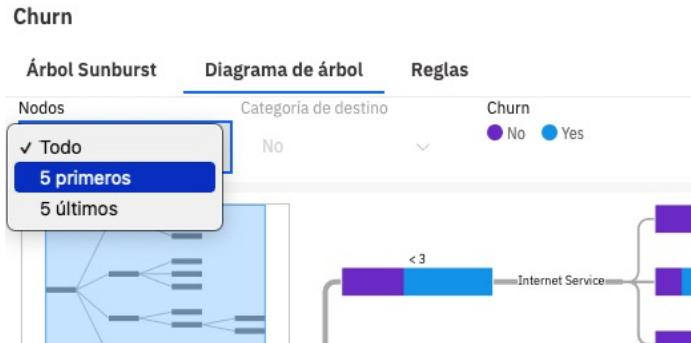 Churn
Árbol Sunburst Diagrama de árbol Reglas
Nodos Categoría de destino Churn
✓ Todo No No Yes
5 primeros
5 últimos
< 3
Internet Service